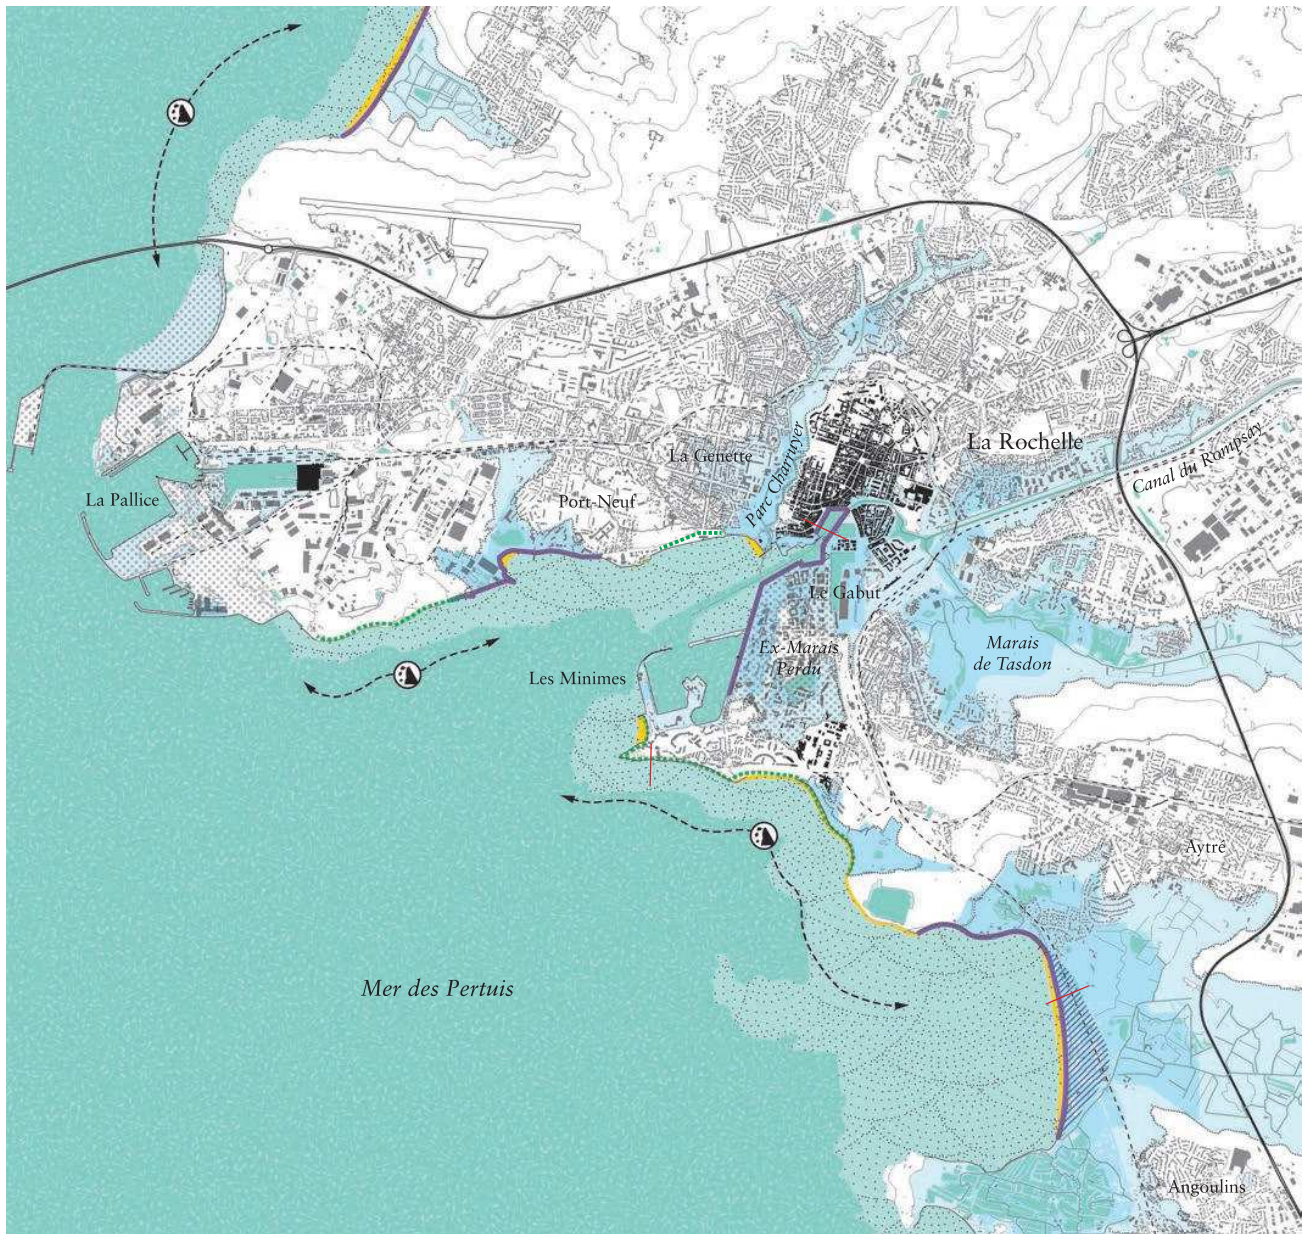 La Rochelle
La Genette
Parc Charruyer
Canal du Rompsay
La Pallice
Port-Neuf
Le Gabut
Ex-Marais
Perdu
Marais
de Tasdon
Les Minimes
Aytré
Mer des Pertuis
Angoulins